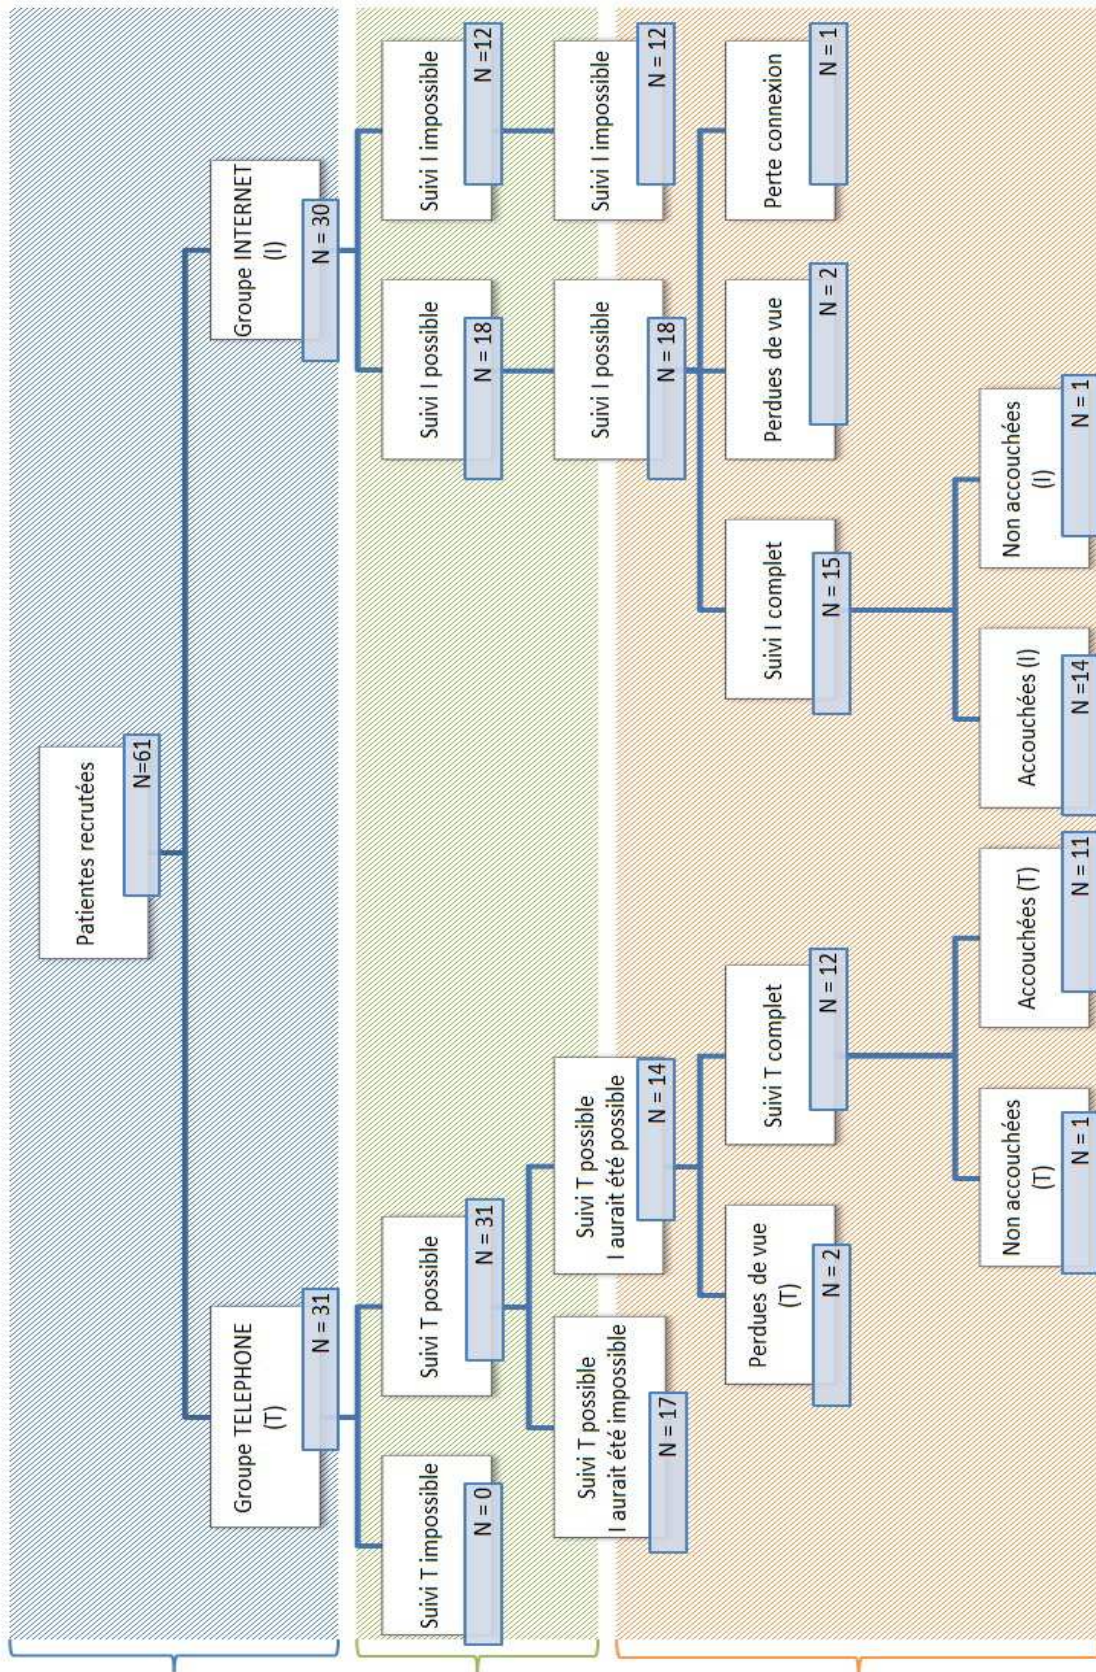 Patientes recrutées
N=61
Groupe TELEPHONE
(T)
N = 31
Groupe INTERNET
(I)
N = 30
Suivi T impossible
N = 0
Suivi T possible
N = 31
Suivi I possible
N = 18
Suivi I impossible
N =12
Suivi T possible
I aurait été impossible
N = 17
Suivi T possible
I aurait été possible
N = 14
Suivi I possible
N = 18
Suivi I impossible
N = 12
Perdues de vue
(T)
N = 2
Suivi T complet
N = 12
Suivi I complet
N = 15
Perdues de vue
N = 2
Perte connexion
N = 1
Non accouchées
(T)
N = 1
Accouchées (T)
N = 11
Accouchées (I)
N =14
Non accouchées
(I)
N = 1